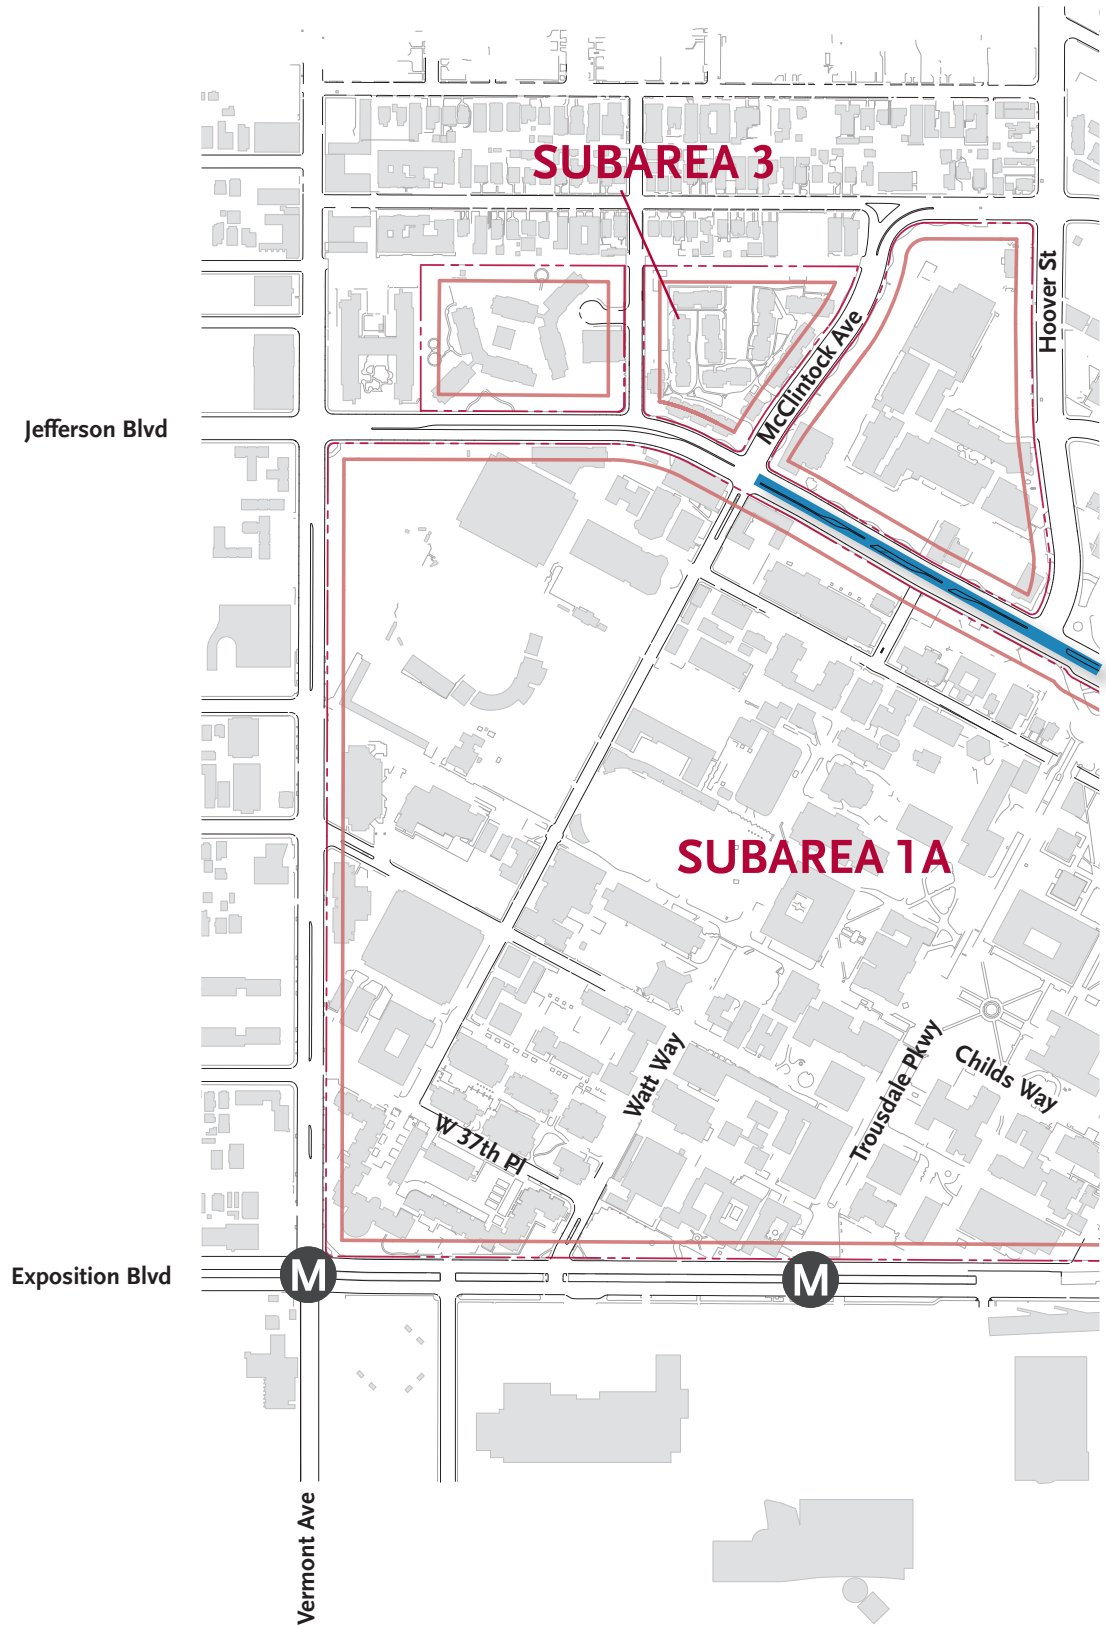 SUBAREA 3
Hoover St
McClintock Ave
Jefferson Blvd
SUBAREA 1A
Watt Way
Trousdale Pkwy
Childs Way
W 37th Pl
Exposition Blvd
M
M
Vermont Ave